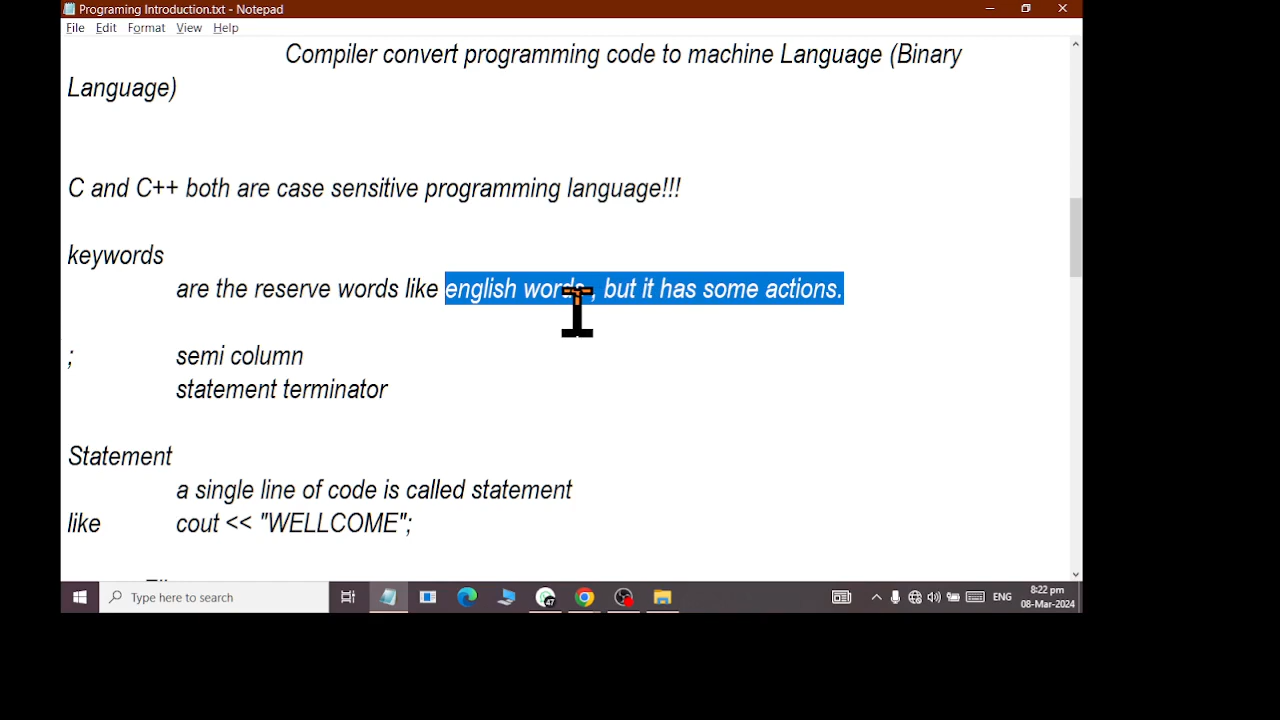 Programing Introduction.txt - Notepad
File Edit Format View Help
Compiler convert programming code to machine Language (Binary
Language)
C and C++ both are case sensitive programming language!!!
keywords
are the reserve words like english words , but it has some actions.
; semi column
statement terminator
Statement
a single line of code is called statement
like cout << "WELLCOME";
Type here to search
47
ENG
8:22 pm
08-Mar-2024